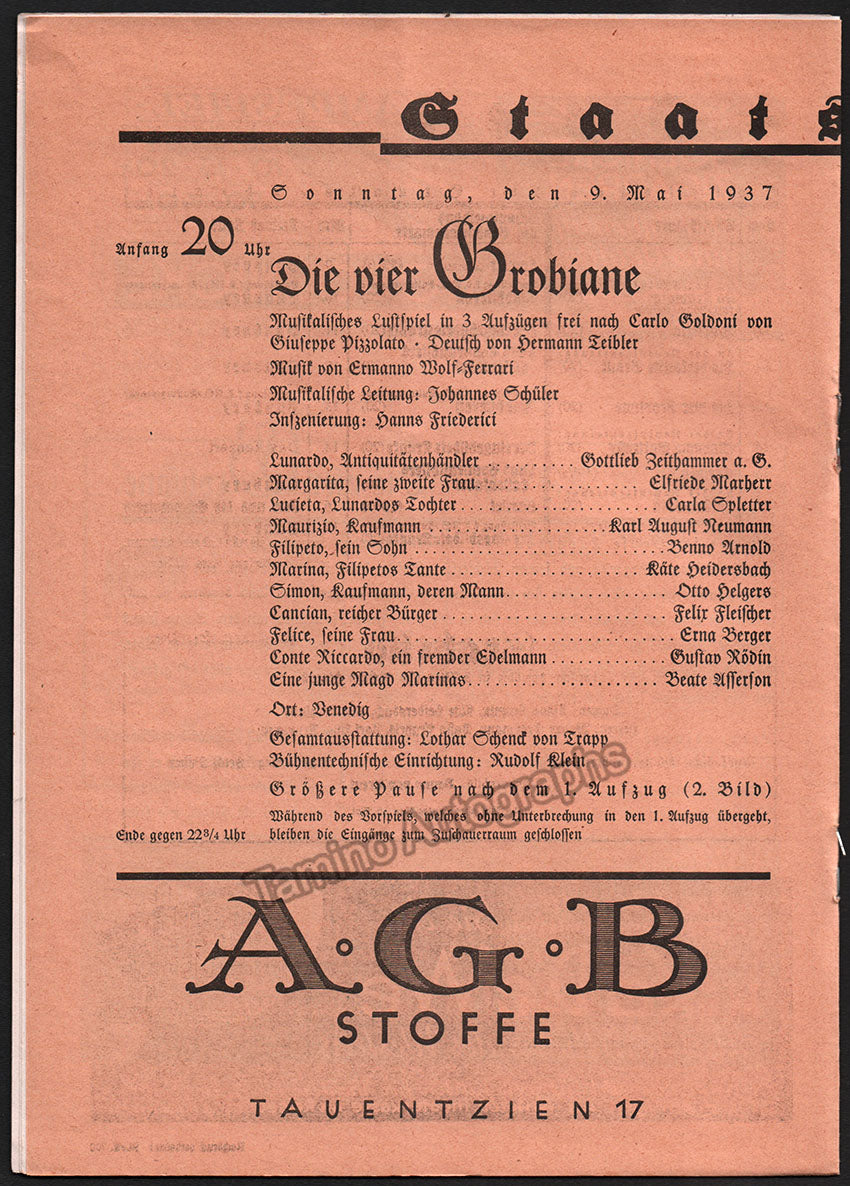 Staats
Sonntag, den 9. Mai 1937
Anfang 20 Uhr
Die vier Grobiane
Musikalisches Lustspiel in 3 Aufzügen frei nach Carlo Goldoni von
Giuseppe Pizzolato · Deutsch von Hermann Teibler
Musik von Ermanno Wolf-Ferrari
Musikalische Leitung: Johannes Schüler
Inszenierung: Hanns Friederici
Lunardo, Antiquitätenhändler .......... Gottlieb Zeithammer a. G.
Margarita, seine zweite Frau .......... Elfriede Marherr
Lucieta, Lunardos Tochter .......... Carla Spletter
Maurizio, Kaufmann .......... Karl August Neumann
Filipeto, sein Sohn .......... Benno Arnold
Marina, Filipetos Tante .......... Käte Heidersbach
Simon, Kaufmann, deren Mann .......... Otto Helgers
Cancian, reicher Bürger .......... Felix Fleischer
Felice, seine Frau .......... Erna Berger
Conte Riccardo, ein fremder Edelmann .......... Gustav Rödin
Eine junge Magd Marinas .......... Beate Asserson
Ort: Venedig
Gesamtausstattung: Lothar Schenck von Trapp
Bühnentechnische Einrichtung: Rudolf Klein
Größere Pause nach dem 1. Aufzug (2. Bild)
Während des Vorspiels, welches ohne Unterbrechung in den 1. Aufzug übergeht,
Ende gegen 22 3/4 Uhr bleiben die Eingänge zum Zuschauerraum geschlossen
Tamino Autographs
A·G·B
STOFFE
TAUENTZIEN 17